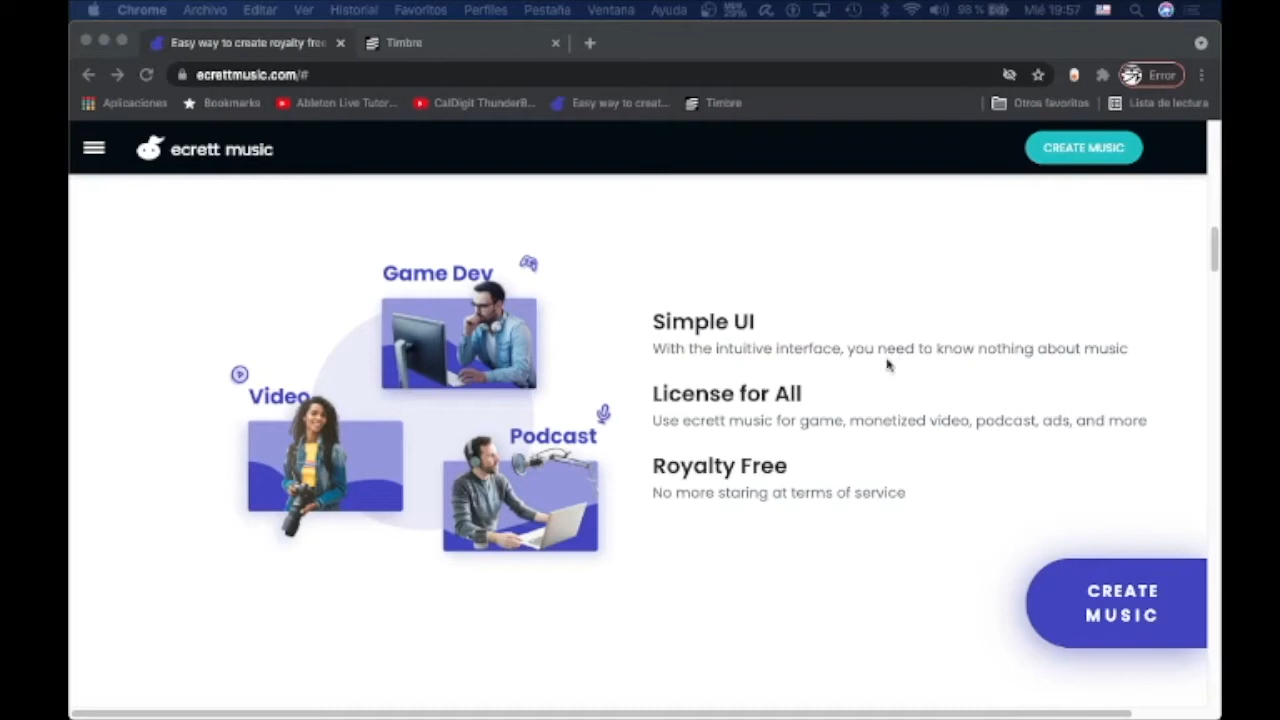 Chrome Archivo Editar Ver Historial Favoritos Perfiles Pestaña Ventana Ayuda 98 % Mié 19:57
Easy way to create royalty free Timbre
ecrettmusic.com/# Error
Aplicaciones Bookmarks Ableton Live Tutor... CalDigit ThunderB... Easy way to creat... Timbre Otros favoritos Lista de lectura
ecrett music CREATE MUSIC
Game Dev
Video
Podcast
Simple UI
With the intuitive interface, you need to know nothing about music
License for All
Use ecrett music for game, monetized video, podcast, ads, and more
Royalty Free
No more staring at terms of service
CREATE
MUSIC